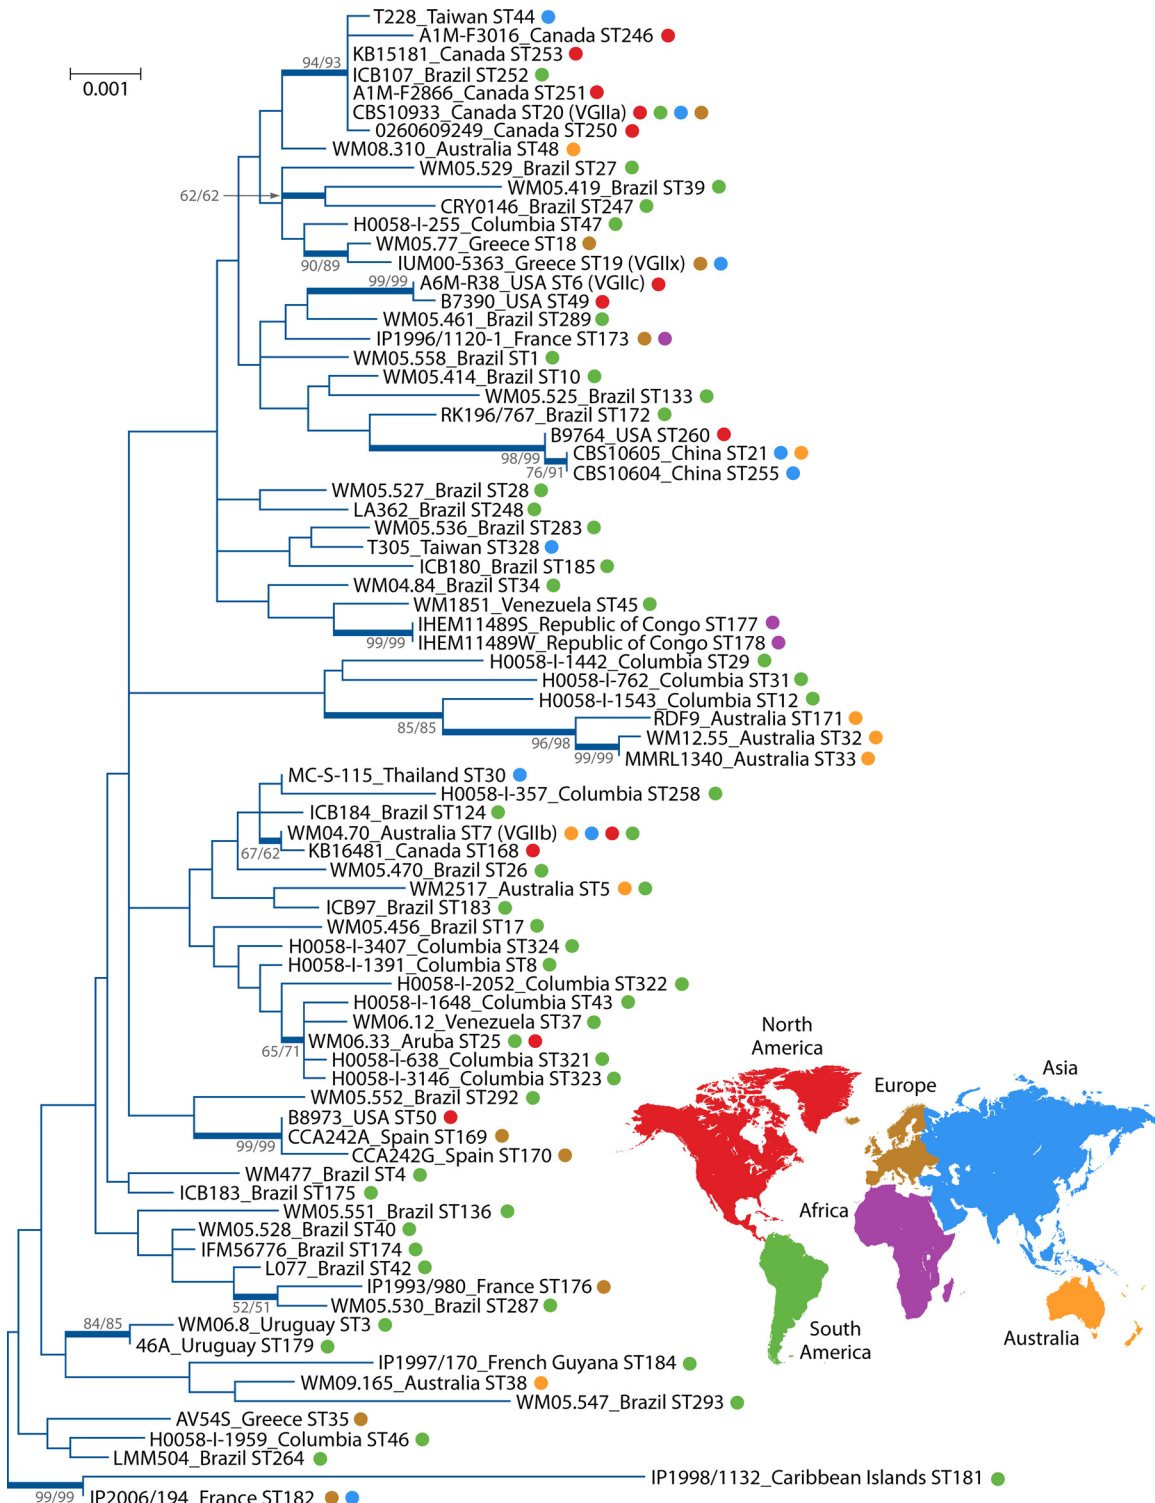 T228_Taiwan ST44
A1M-F3016_Canada ST246
KB15181_Canada ST253
94/93
0.001
ICB107_Brazil ST252
A1M-F2866_Canada ST251
CBS10933_Canada ST20 (VGIIa)
0260609249_Canada ST250
WM08.310_Australia ST48
WM05.529_Brazil ST27
WM05.419_Brazil ST39
62/62
CRY0146_Brazil ST247
H0058-I-255_Columbia ST47
WM05.77_Greece ST18
IUM00-5363_Greece ST19 (VGIIx)
90/89
99/99
A6M-R38_USA ST6 (VGIIc)
B7390_USA ST49
WM05.461_Brazil ST289
IP1996/1120-1_France ST173
WM05.558_Brazil ST1
WM05.414_Brazil ST10
WM05.525_Brazil ST133
RK196/767_Brazil ST172
B9764_USA ST260
CBS10605_China ST21
98/99
76/91
CBS10604_China ST255
WM05.527_Brazil ST28
LA362_Brazil ST248
WM05.536_Brazil ST283
T305_Taiwan ST328
ICB180_Brazil ST185
WM04.84_Brazil ST34
WM1851_Venezuela ST45
IHEM11489S_Republic of Congo ST177
99/99
IHEM11489W_Republic of Congo ST178
H0058-I-1442_Columbia ST29
H0058-I-762_Columbia ST31
H0058-I-1543_Columbia ST12
RDF9_Australia ST171
85/85
WM12.55_Australia ST32
96/98
99/99
MMRL1340_Australia ST33
MC-S-115_Thailand ST30
H0058-I-357_Columbia ST258
ICB184_Brazil ST124
WM04.70_Australia ST7 (VGIIb)
67/62
KB16481_Canada ST168
WM05.470_Brazil ST26
WM2517_Australia ST5
ICB97_Brazil ST183
WM05.456_Brazil ST17
H0058-I-3407_Columbia ST324
H0058-I-1391_Columbia ST8
H0058-I-2052_Columbia ST322
H0058-I-1648_Columbia ST43
WM06.12_Venezuela ST37
WM06.33_Aruba ST25
65/71
H0058-I-638_Columbia ST321
H0058-I-3146_Columbia ST323
WM05.552_Brazil ST292
B8973_USA ST50
CCA242A_Spain ST169
99/99
CCA242G_Spain ST170
WM477_Brazil ST4
ICB183_Brazil ST175
WM05.551_Brazil ST136
WM05.528_Brazil ST40
IFM56776_Brazil ST174
L077_Brazil ST42
IP1993/980_France ST176
52/51
WM05.530_Brazil ST287
84/85
WM06.8_Uruguay ST3
46A_Uruguay ST179
IP1997/170_French Guyana ST184
WM09.165_Australia ST38
WM05.547_Brazil ST293
AV54S_Greece ST35
H0058-I-1959_Columbia ST46
LMM504_Brazil ST264
IP1998/1132_Caribbean Islands ST181
99/99
IP2006/194_France ST182
North
America
Europe
Asia
Africa
South
America
Australia